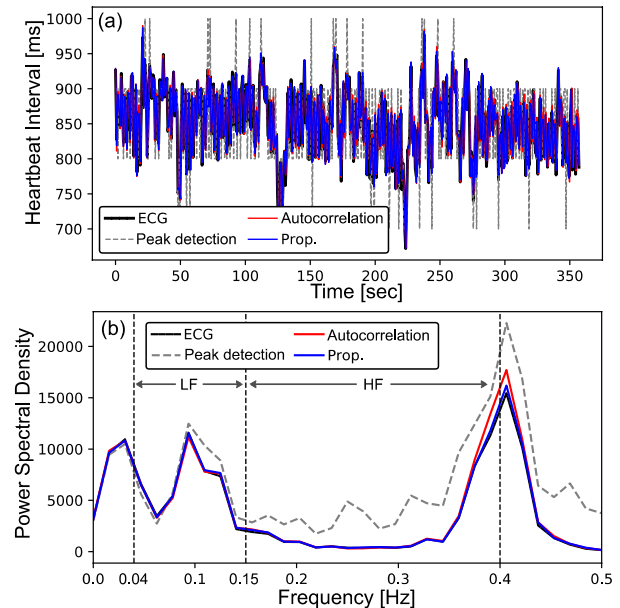 (a)
Heartbeat Interval [ms]
1000
950
900
850
800
750
700
ECG
Autocorrelation
Peak detection
Prop.
0 50 100 150 200 250 300 350
Time [sec]
(b)
Power Spectral Density
20000
15000
10000
5000
0
ECG
Autocorrelation
Peak detection
Prop.
LF
HF
0.0 0.04 0.1 0.15 0.2 0.3 0.4 0.5
Frequency [Hz]